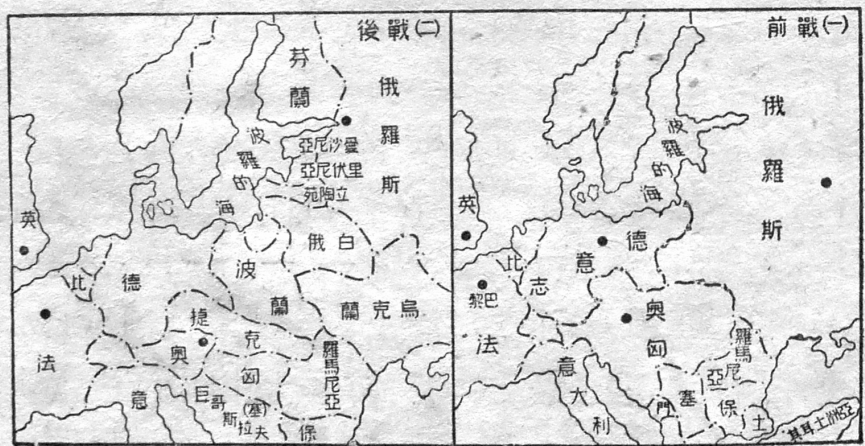 (一)戰前
俄羅斯
波羅的海
英
比
德意志
巴黎
法
奧匈
羅馬尼亞
意大利
塞
門
保
土
亞洲土耳其
(二)戰後
芬蘭
俄羅斯
波羅的海
愛沙尼亞
里伏尼亞
立陶苑
白俄
英
比
德
波蘭
烏克蘭
捷克
法
奧
匈
羅馬尼亞
意
巨哥斯拉夫
(塞)
保